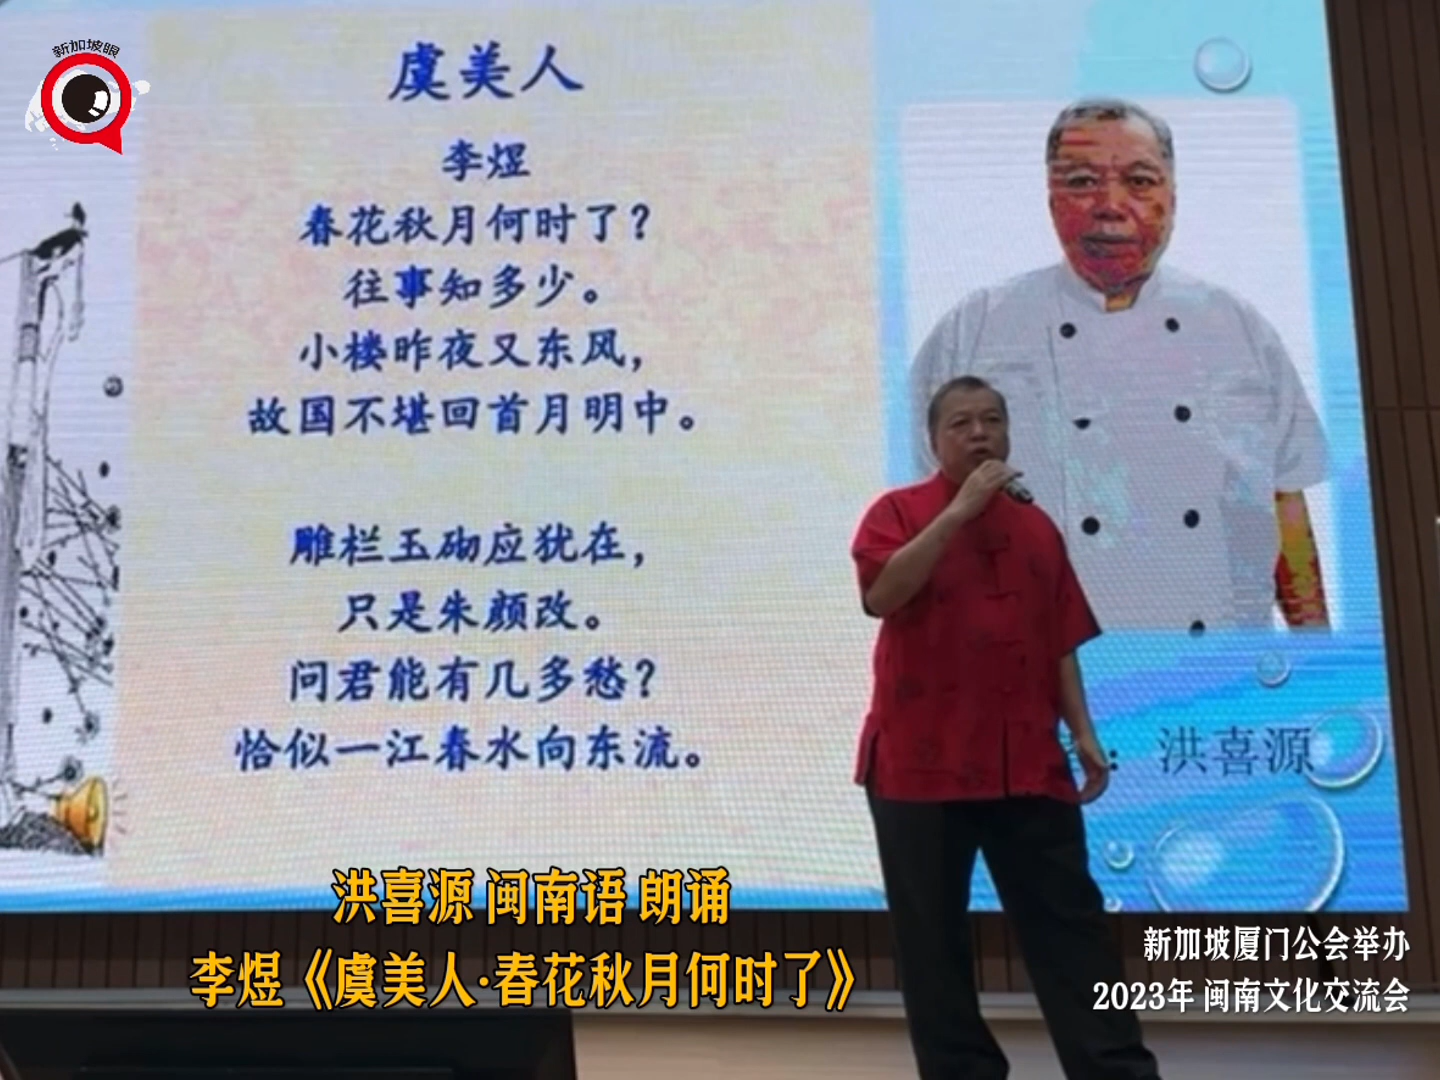 新加坡眼
虞美人
李煜
春花秋月何时了？
往事知多少。
小楼昨夜又东风，
故国不堪回首月明中。
雕栏玉砌应犹在，
只是朱颜改。
问君能有几多愁？
恰似一江春水向东流。
：洪喜源
洪喜源 闽南语 朗诵
李煜《虞美人·春花秋月何时了》
新加坡厦门公会举办
2023年 闽南文化交流会